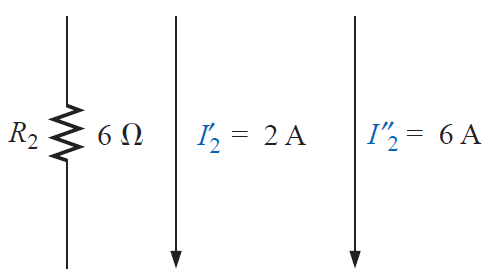 R₂ 6 Ω I′₂ = 2 A I″₂ = 6 A